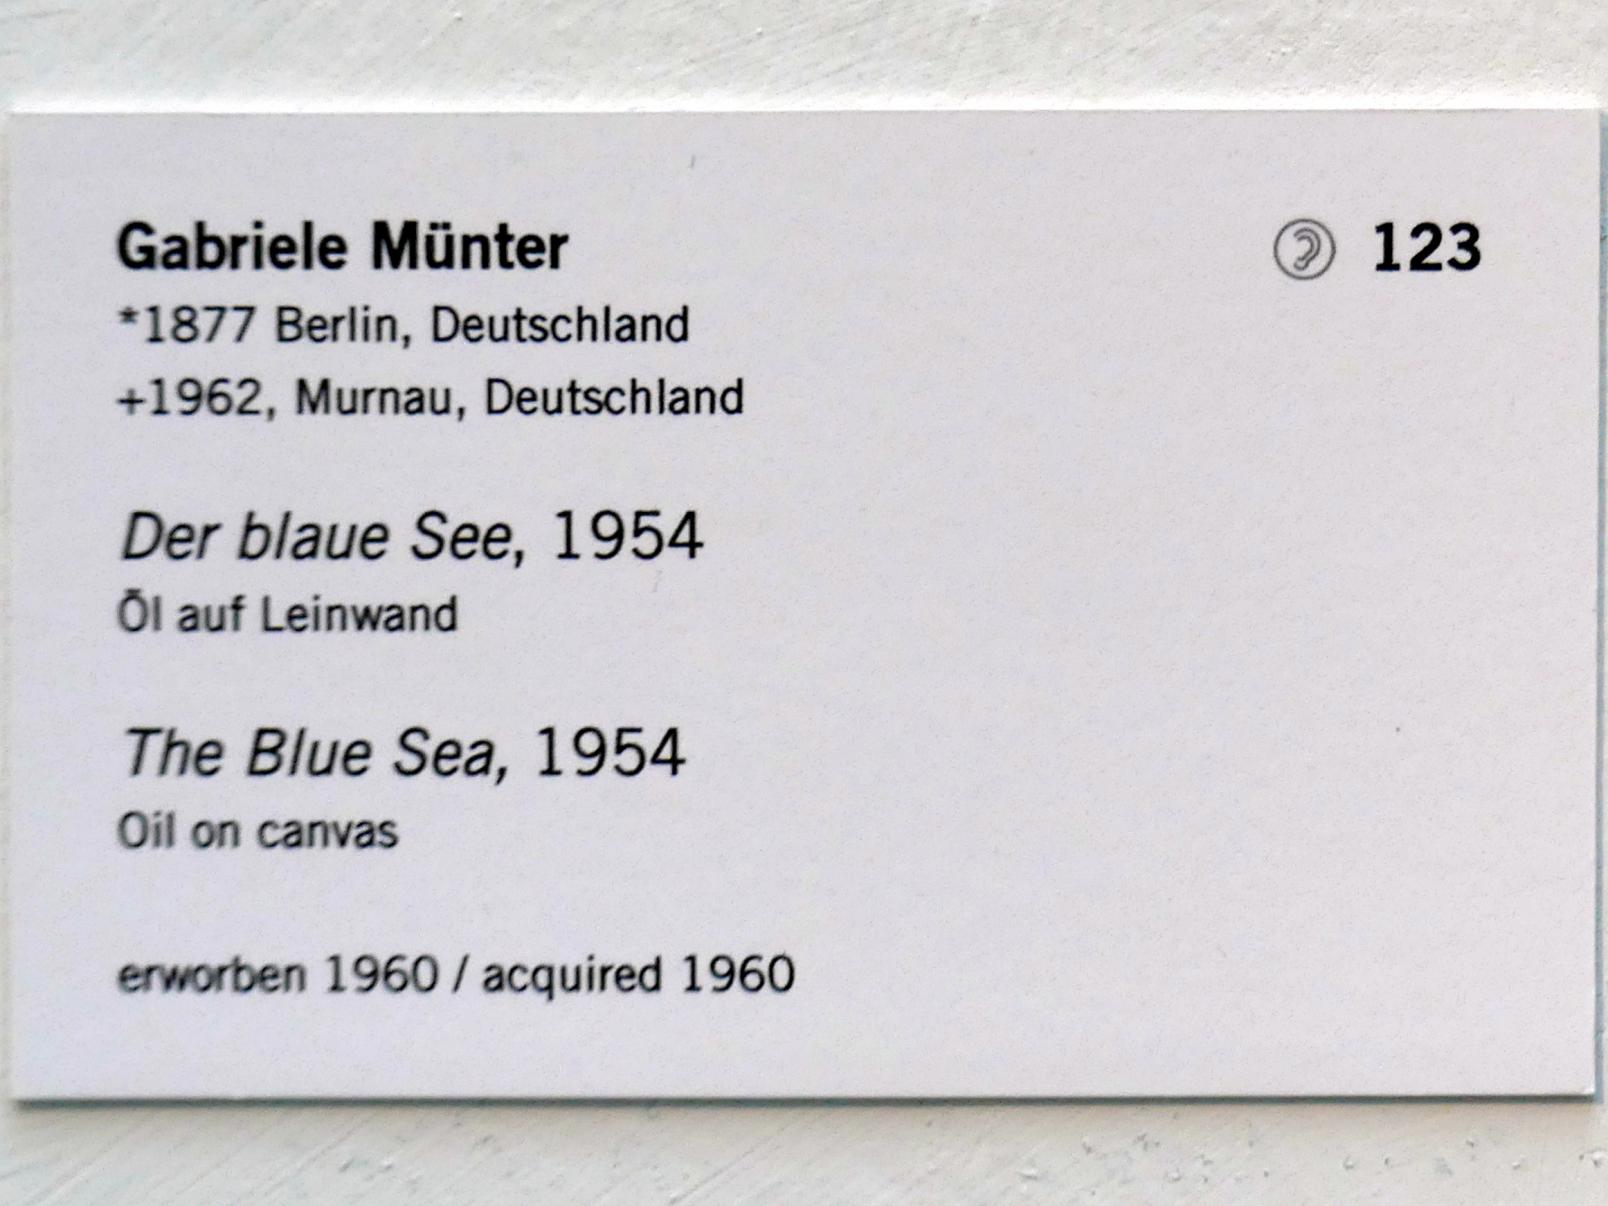 Gabriele Münter 123
*1877 Berlin, Deutschland
+1962, Murnau, Deutschland
Der blaue See, 1954
Öl auf Leinwand
The Blue Sea, 1954
Oil on canvas
erworben 1960 / acquired 1960